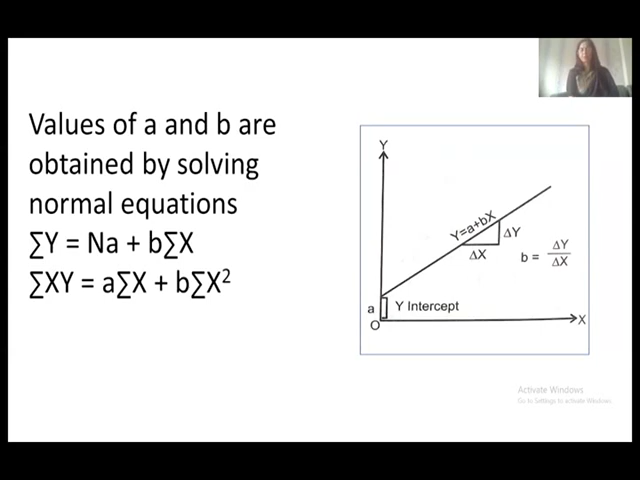 Values of a and b are
obtained by solving
normal equations
∑Y = Na + b∑X
∑XY = a∑X + b∑X²
Y
Y=a+bX
ΔY
ΔX
b = ΔY/ΔX
a
Y Intercept
O
X
Activate Windows
Go to Settings to activate Windows.